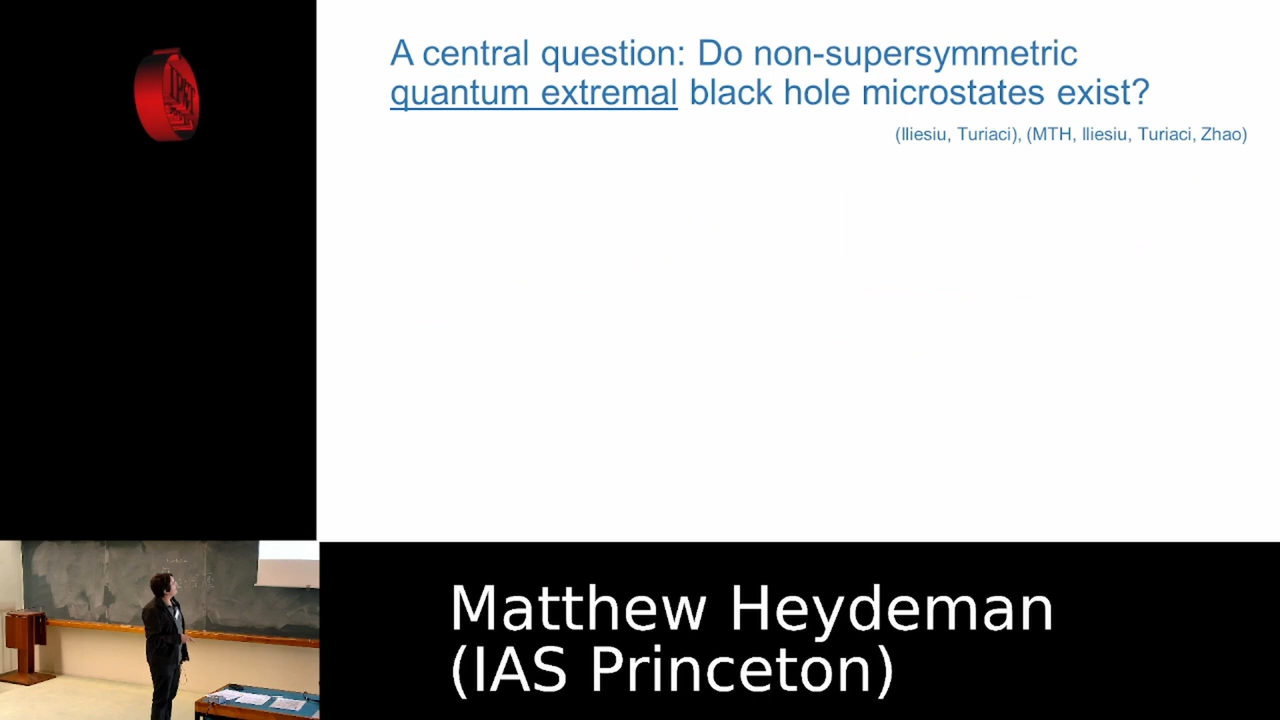 A central question: Do non-supersymmetric
quantum extremal black hole microstates exist?
(Iliesiu, Turiaci), (MTH, Iliesiu, Turiaci, Zhao)
Matthew Heydeman
(IAS Princeton)